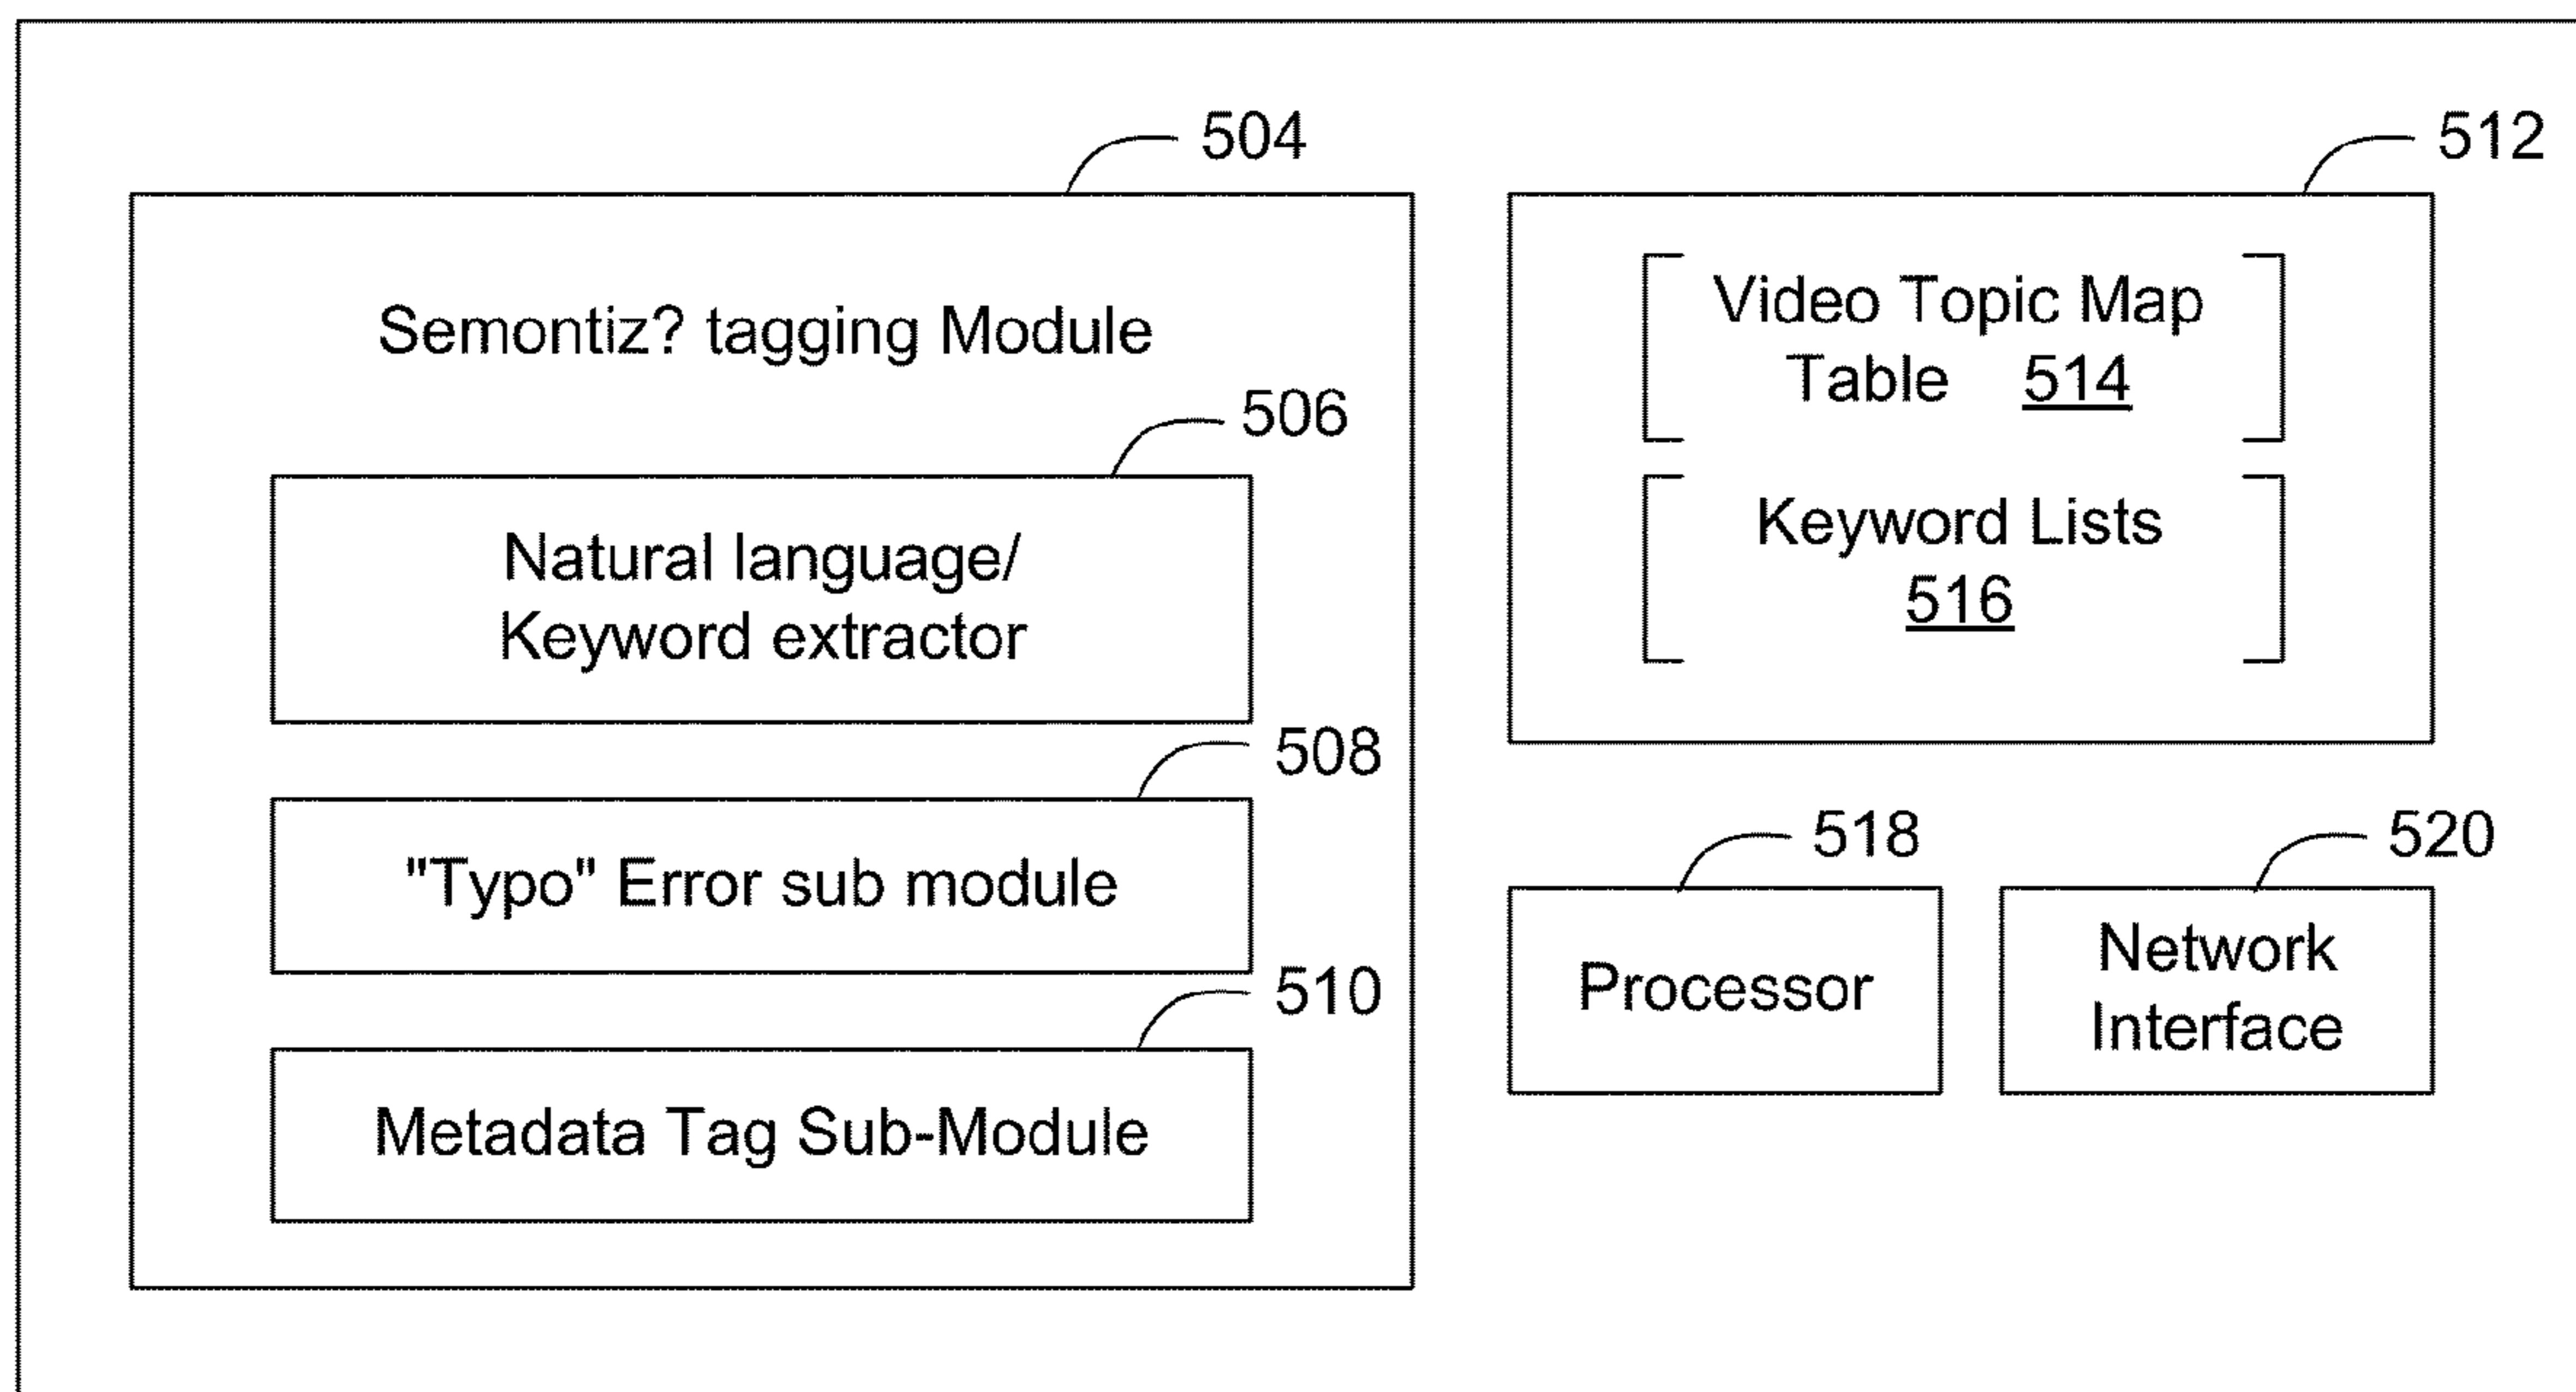 504
Semontiz? tagging Module
506
Natural language/
Keyword extractor
508
"Typo" Error sub module
510
Metadata Tag Sub-Module
512
Video Topic Map
Table 514
Keyword Lists
516
518
Processor
520
Network
Interface